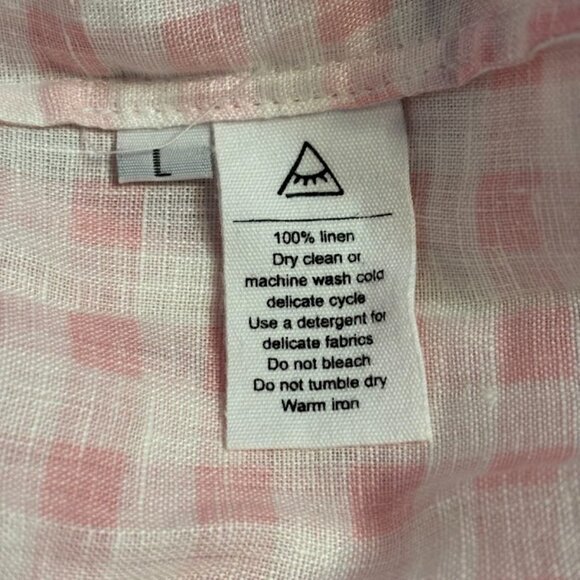 L
100% linen
Dry clean or
machine wash cold
delicate cycle
Use a detergent for
delicate fabrics
Do not bleach
Do not tumble dry
Warm iron